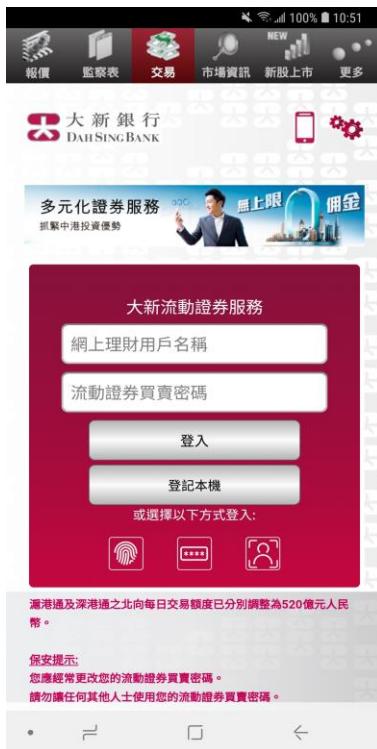 100% 10:51
NEW
報價 監察表 交易 市場資訊 新股上市 更多
大新銀行
DAH SING BANK
多元化證券服務
抓緊中港投資優勢
無上限 佣金
大新流動證券服務
網上理財用戶名稱
流動證券買賣密碼
登入
登記本機
或選擇以下方式登入:
****
滬港通及深港通之北向每日交易額度已分別調整為520億元人民
幣。
保安提示:
您應經常更改您的流動證券買賣密碼。
請勿讓任何其他人士使用您的流動證券買賣密碼。